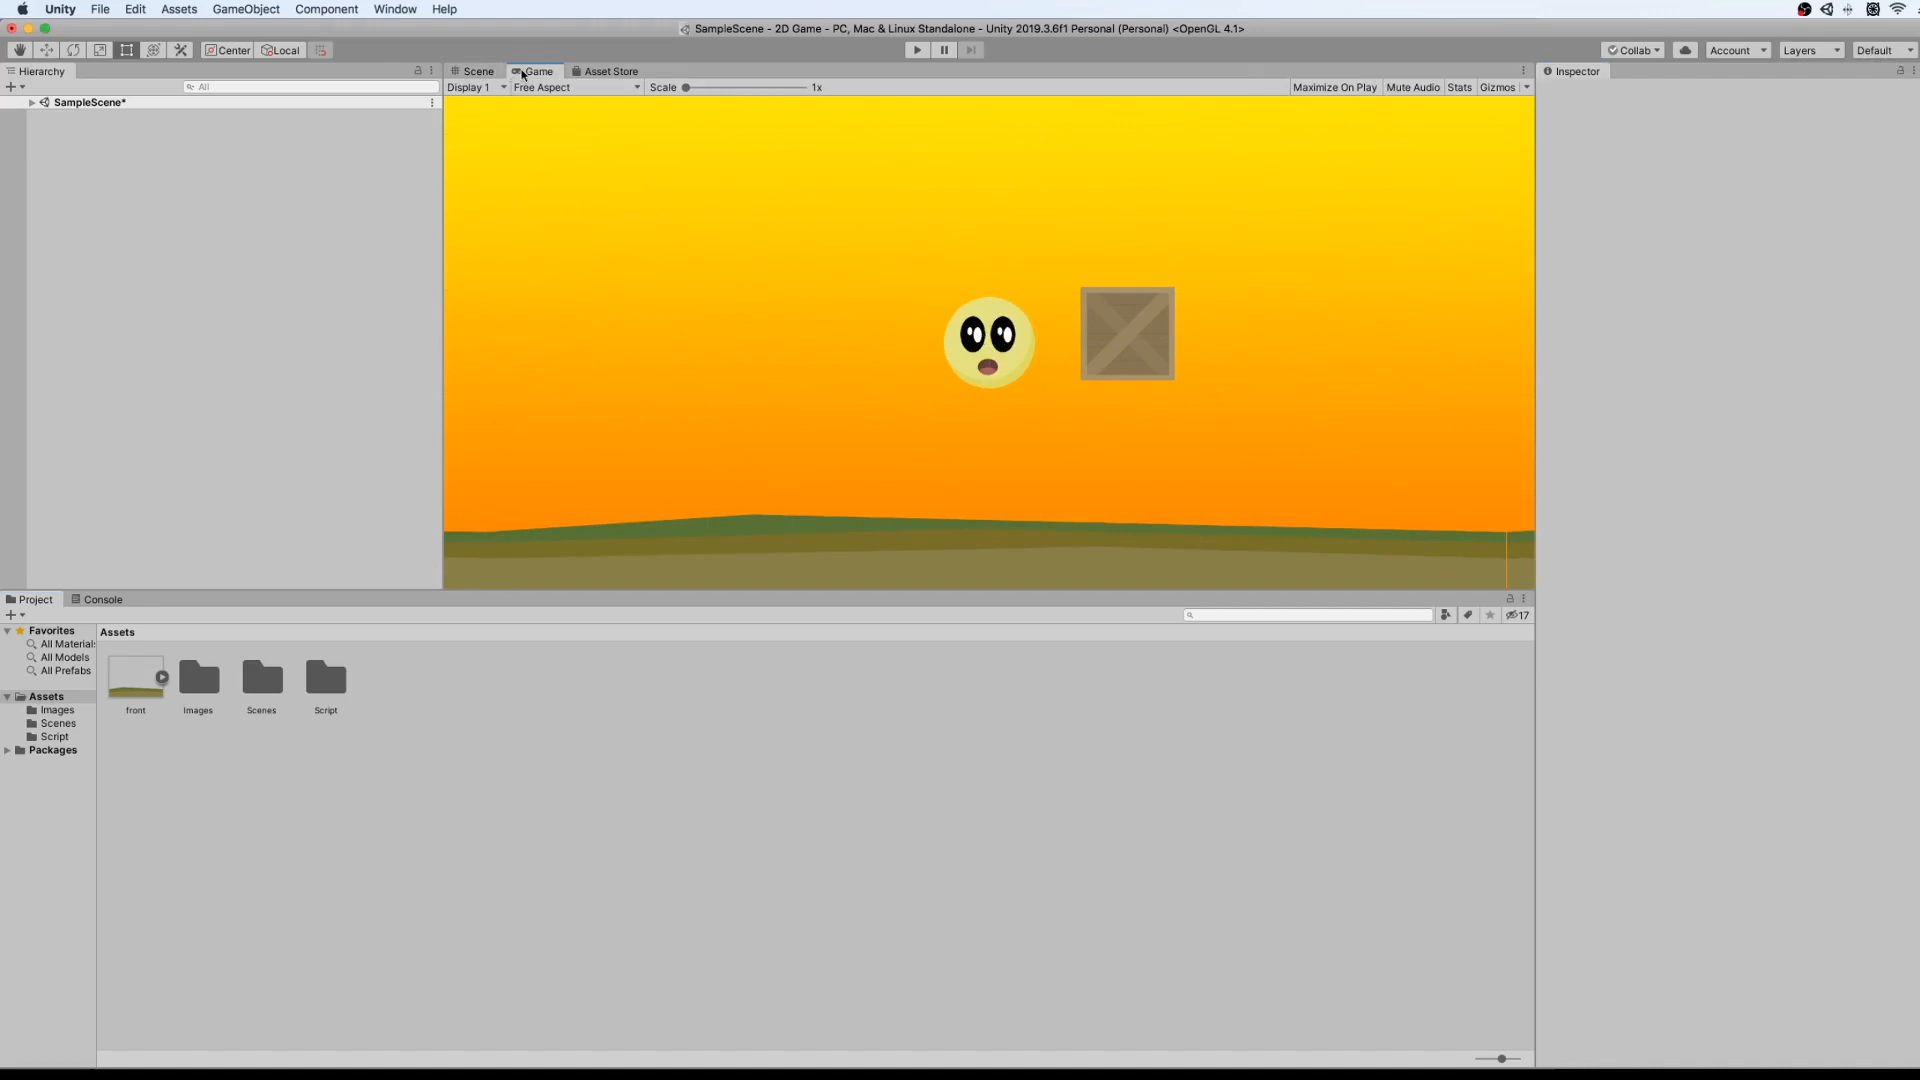 Unity File Edit Assets GameObject Component Window Help
SampleScene - 2D Game - PC, Mac & Linux Standalone - Unity 2019.3.6f1 Personal (Personal) <OpenGL 4.1>
Center Local Collab Account Layers Default
Hierarchy Scene Game Asset Store Inspector
All Display 1 Free Aspect Scale 1x Maximize On Play Mute Audio Stats Gizmos
SampleScene*
Project Console
17
Favorites Assets
All Materials
All Models
All Prefabs
Assets
Images
Scenes
Script
Packages
front Images Scenes Script